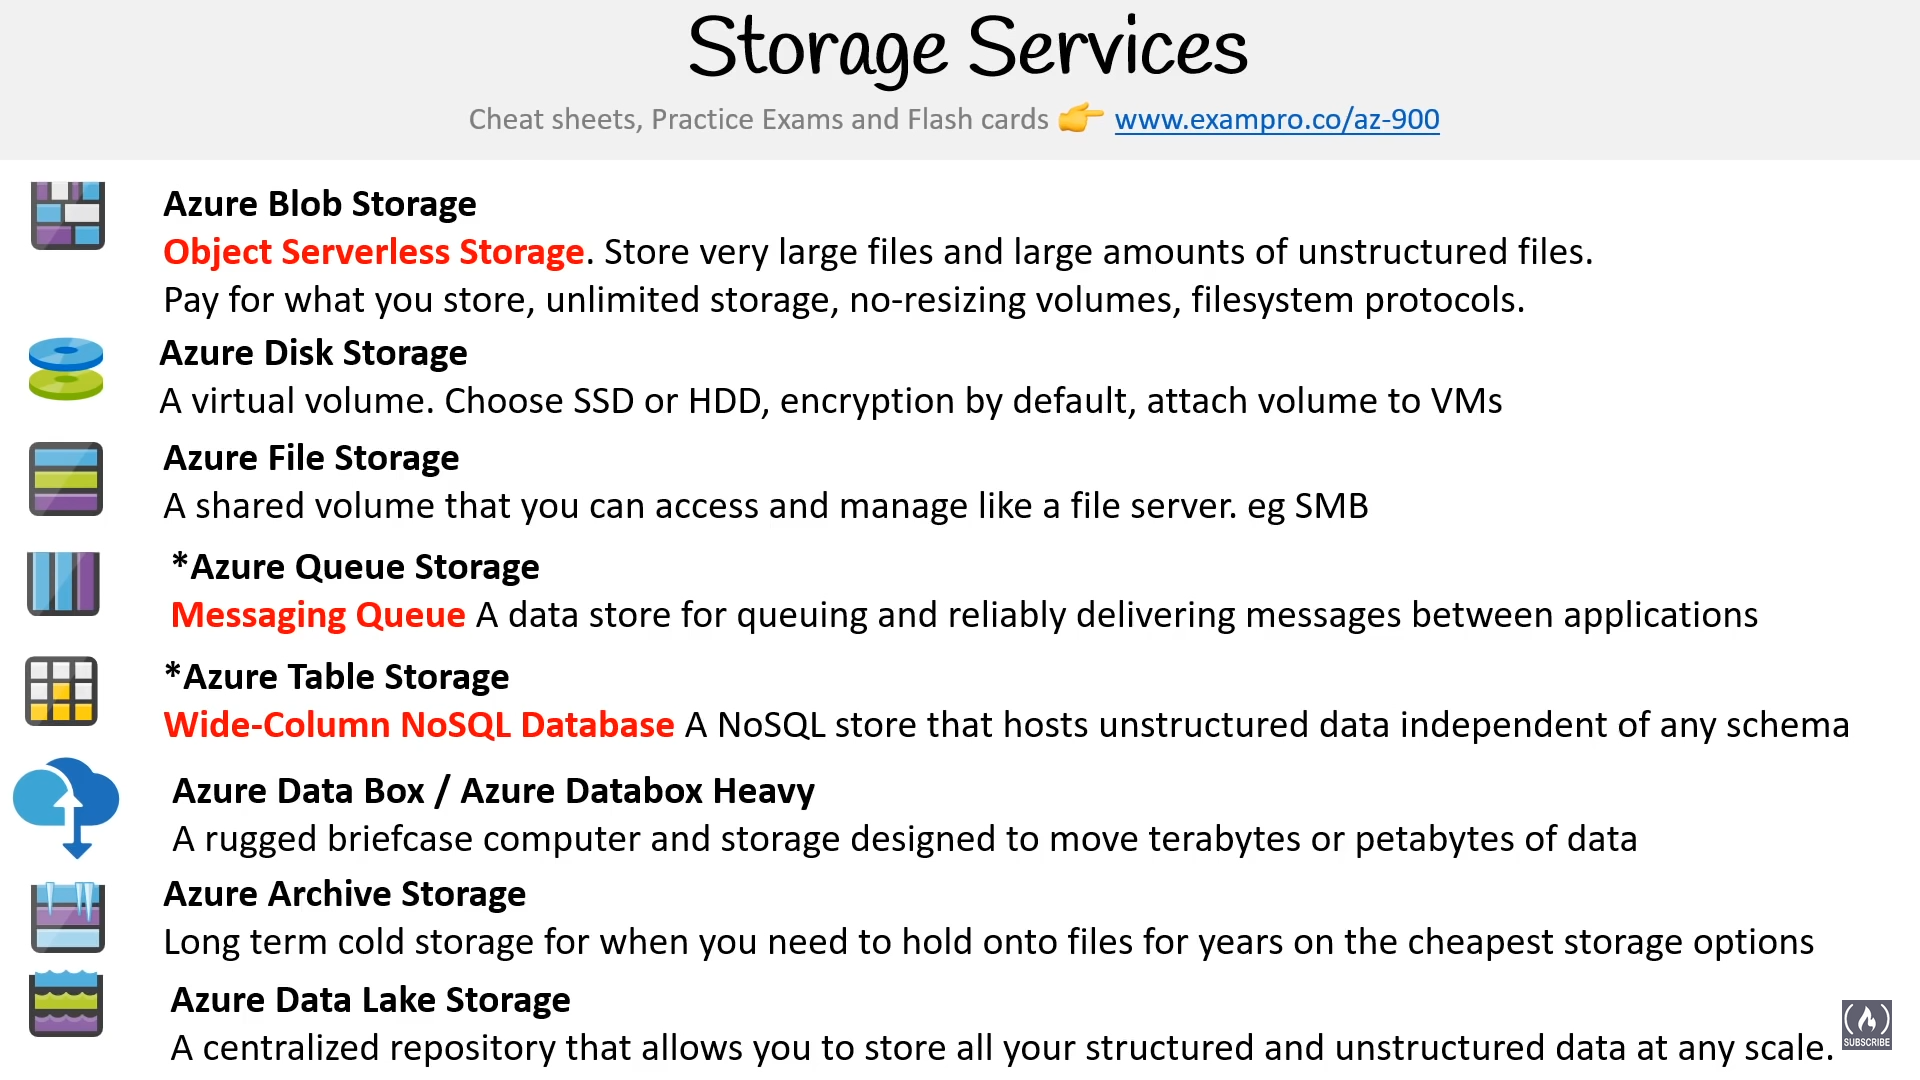 Storage Services
Cheat sheets, Practice Exams and Flash cards 👉 www.exampro.co/az-900
Azure Blob Storage
Object Serverless Storage. Store very large files and large amounts of unstructured files.
Pay for what you store, unlimited storage, no-resizing volumes, filesystem protocols.
Azure Disk Storage
A virtual volume. Choose SSD or HDD, encryption by default, attach volume to VMs
Azure File Storage
A shared volume that you can access and manage like a file server. eg SMB
*Azure Queue Storage
Messaging Queue A data store for queuing and reliably delivering messages between applications
*Azure Table Storage
Wide-Column NoSQL Database A NoSQL store that hosts unstructured data independent of any schema
Azure Data Box / Azure Databox Heavy
A rugged briefcase computer and storage designed to move terabytes or petabytes of data
Azure Archive Storage
Long term cold storage for when you need to hold onto files for years on the cheapest storage options
Azure Data Lake Storage
A centralized repository that allows you to store all your structured and unstructured data at any scale.
SUBSCRIBE